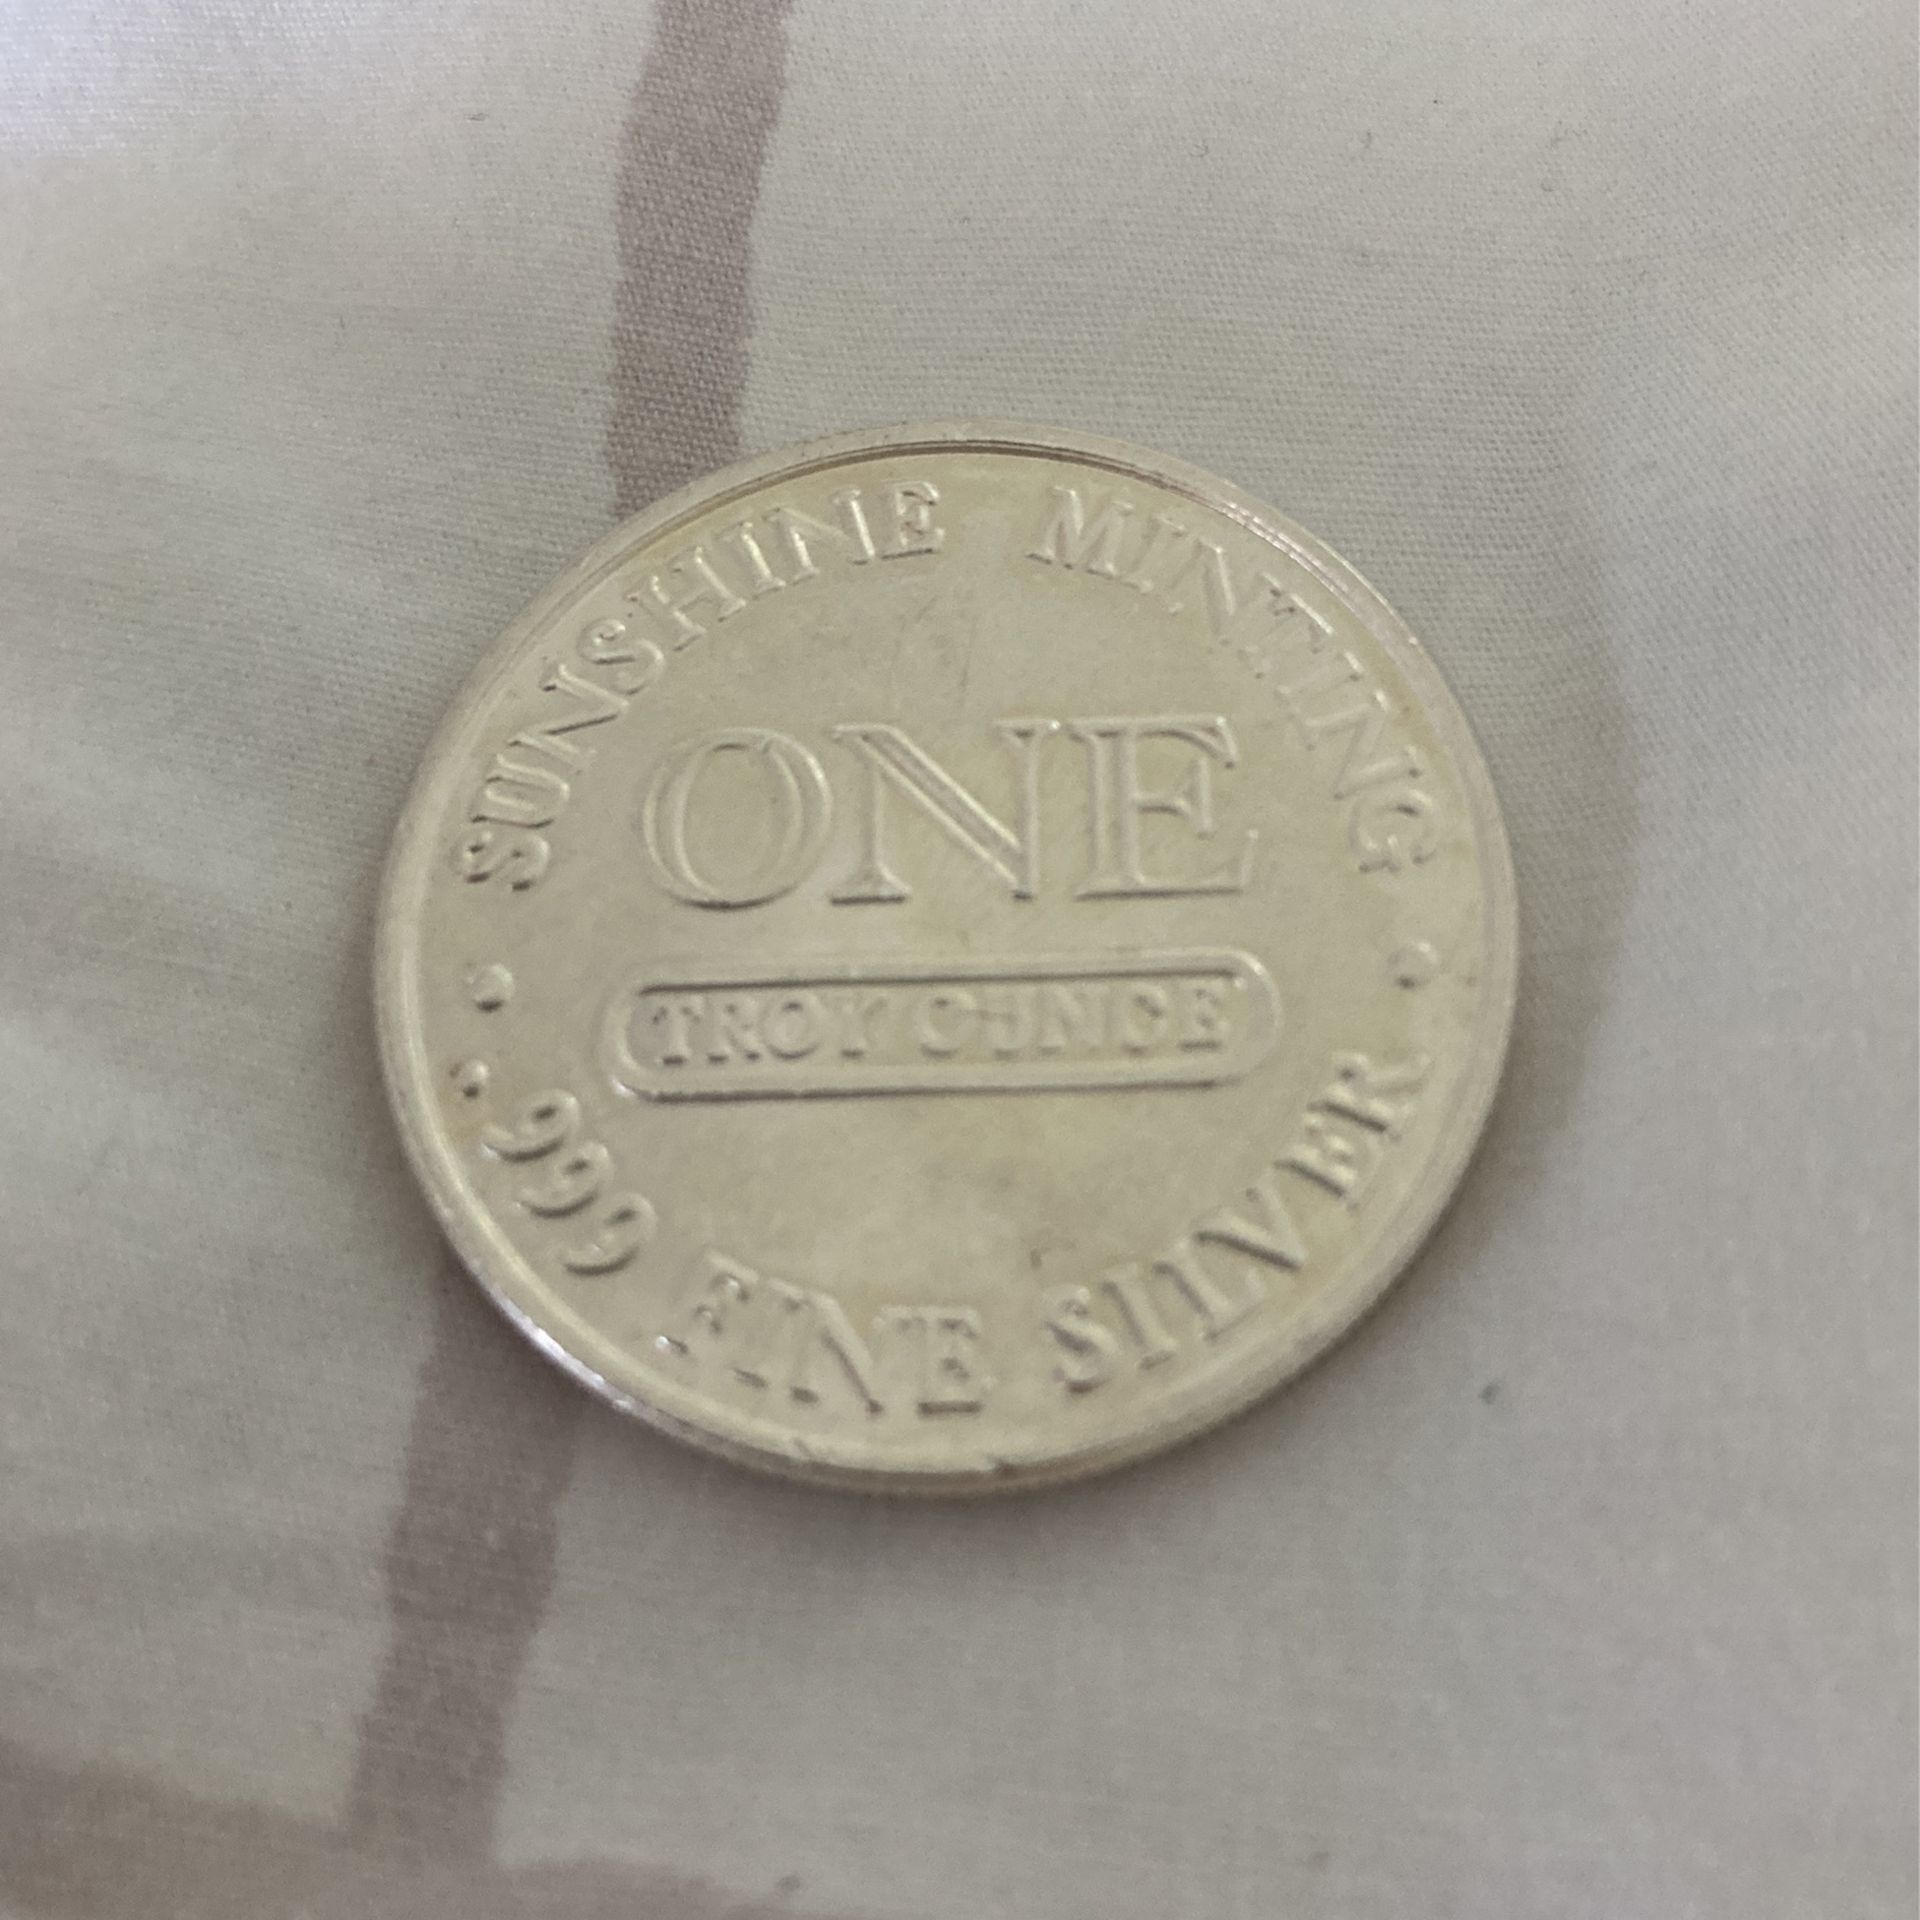 SUNSHINE MINTING
ONE
TROY OUNCE
.999 FINE SILVER